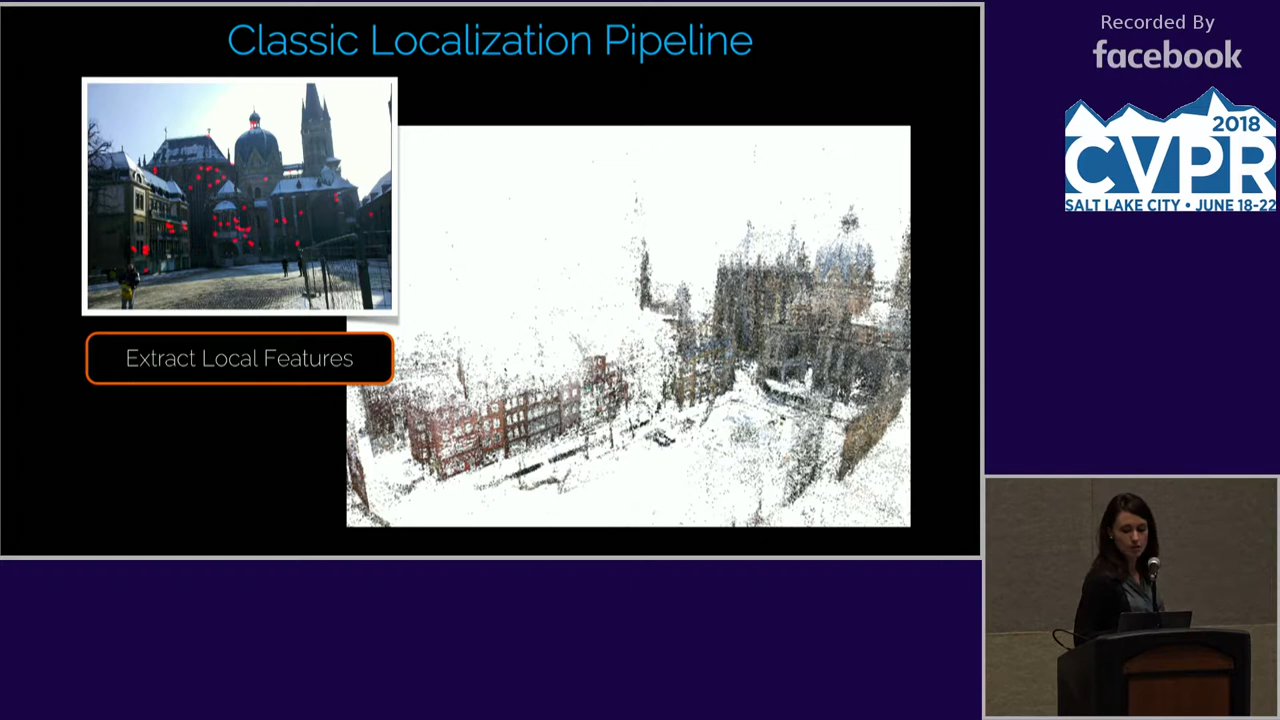 Classic Localization Pipeline
Extract Local Features
Recorded By
facebook
2018
CVPR
SALT LAKE CITY • JUNE 18-22